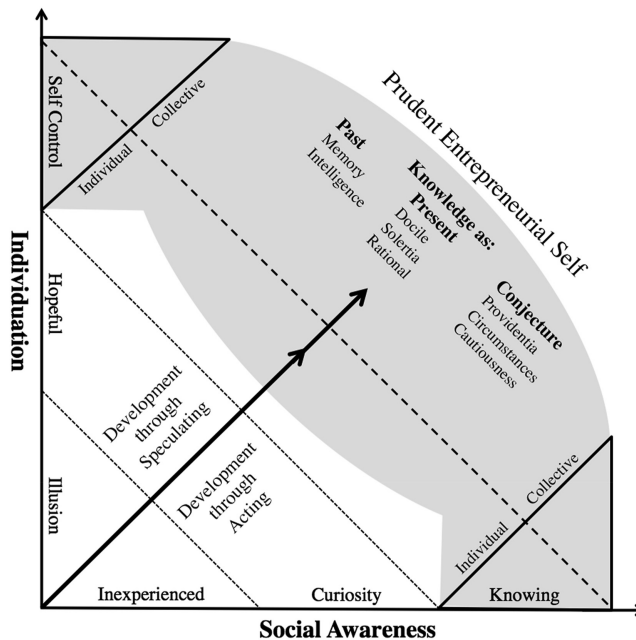 Prudent Entrepreneurial Self
Self Control
Individual
Collective
Past
Memory
Intelligence
Knowledge as:
Present
Docile
Solertia
Rational
Conjecture
Providentia
Circumstances
Cautiousness
Individuation
Hopeful
Illusion
Development
through
Speculating
Development
through
Acting
Individual
Collective
Inexperienced
Curiosity
Knowing
Social Awareness